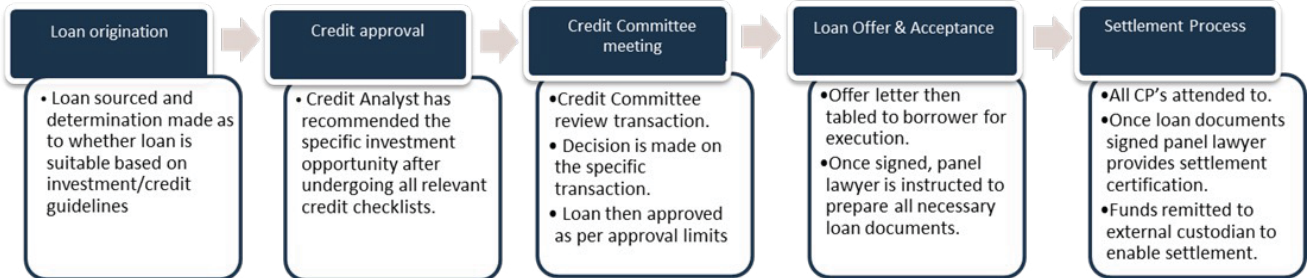 Loan origination
• Loan sourced and
determination made as
to whether loan is
suitable based on
investment/credit
guidelines
Credit approval
• Credit Analyst has
recommended the
specific investment
opportunity after
undergoing all relevant
credit checklists.
Credit Committee
meeting
•Credit Committee
review transaction.
• Decision is made on
the specific
transaction.
• Loan then approved
as per approval limits
Loan Offer & Acceptance
•Offer letter then
tabled to borrower for
execution.
•Once signed, panel
lawyer is instructed to
prepare all necessary
loan documents.
Settlement Process
•All CP's attended to.
•Once loan documents
signed panel lawyer
provides settlement
certification.
•Funds remitted to
external custodian to
enable settlement.